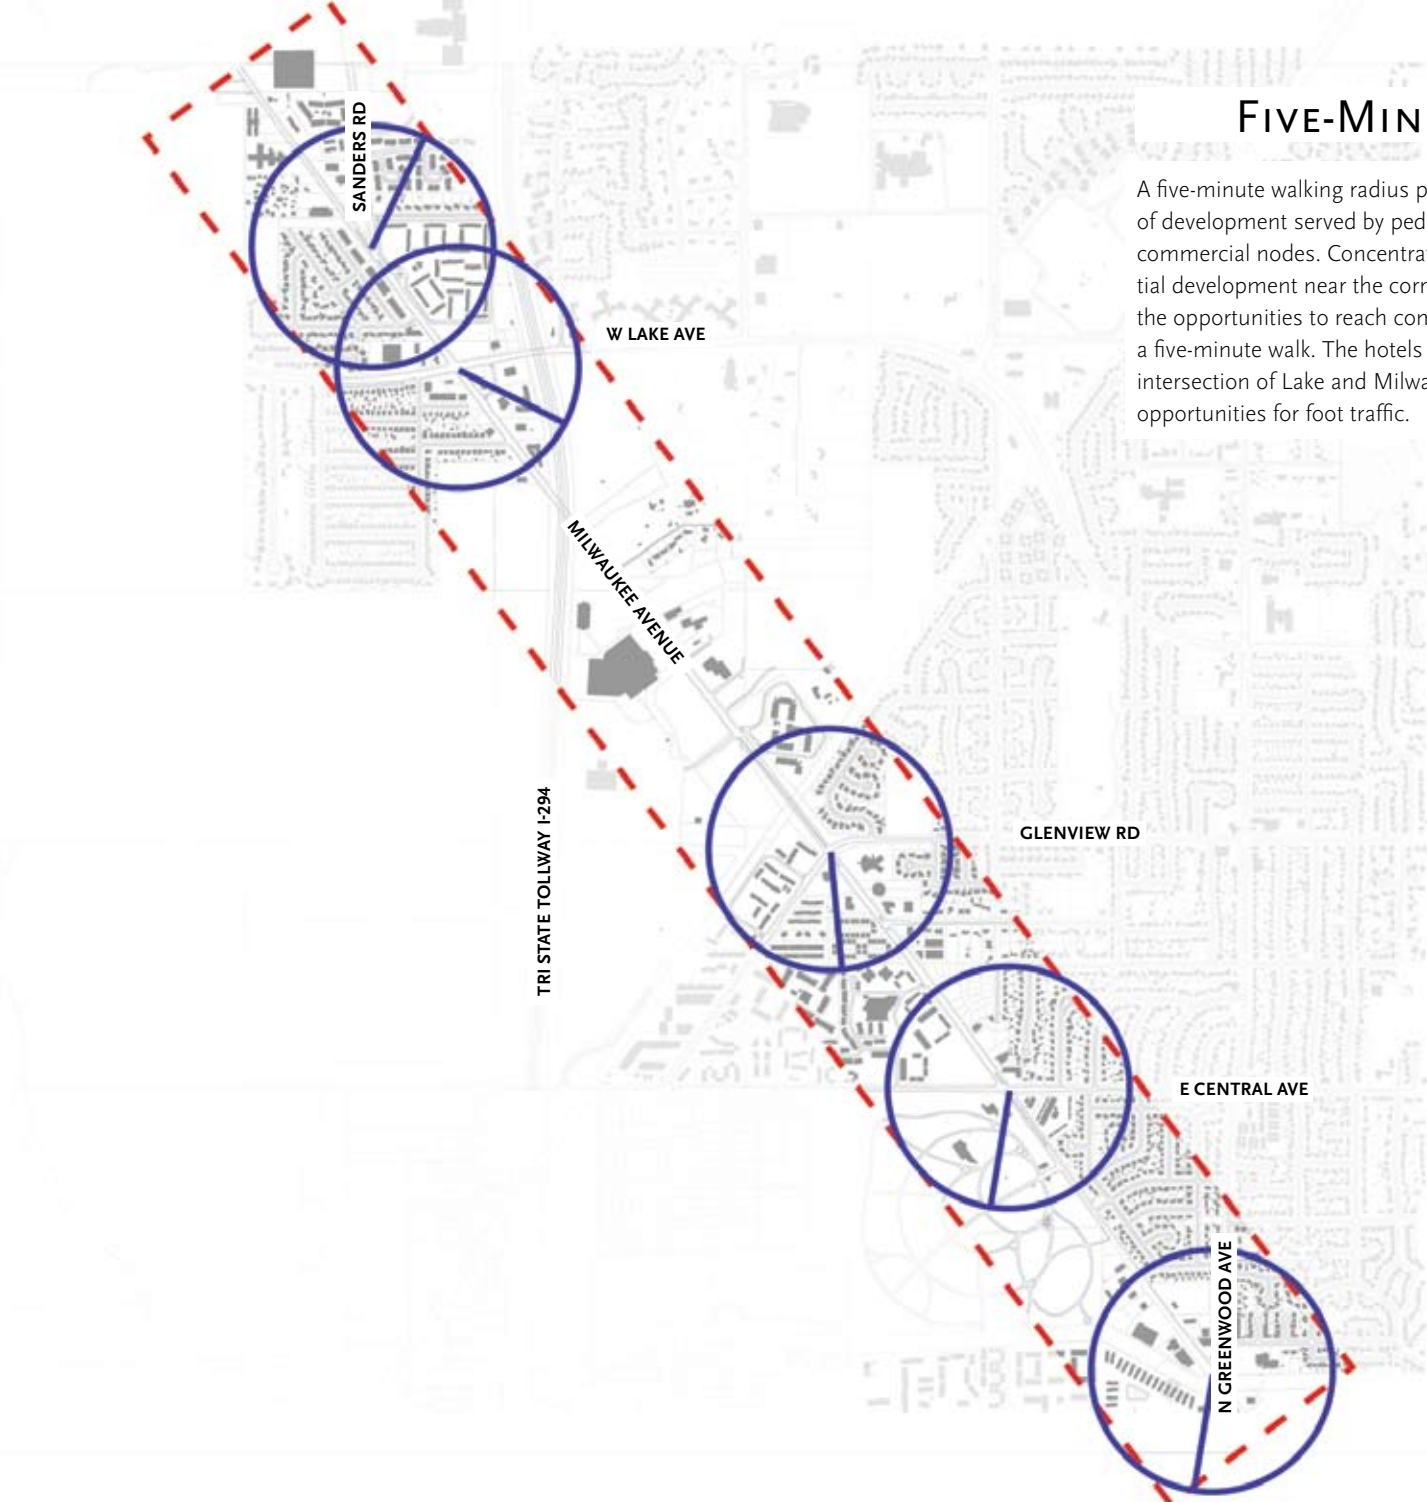 FIVE-MIN
A five-minute walking radius p
of development served by ped
commercial nodes. Concentra
tial development near the corr
the opportunities to reach con
a five-minute walk. The hotels
intersection of Lake and Milwa
opportunities for foot traffic.
SANDERS RD
W LAKE AVE
MILWAUKEE AVENUE
TRI STATE TOLLWAY I-294
GLENVIEW RD
E CENTRAL AVE
N GREENWOOD AVE